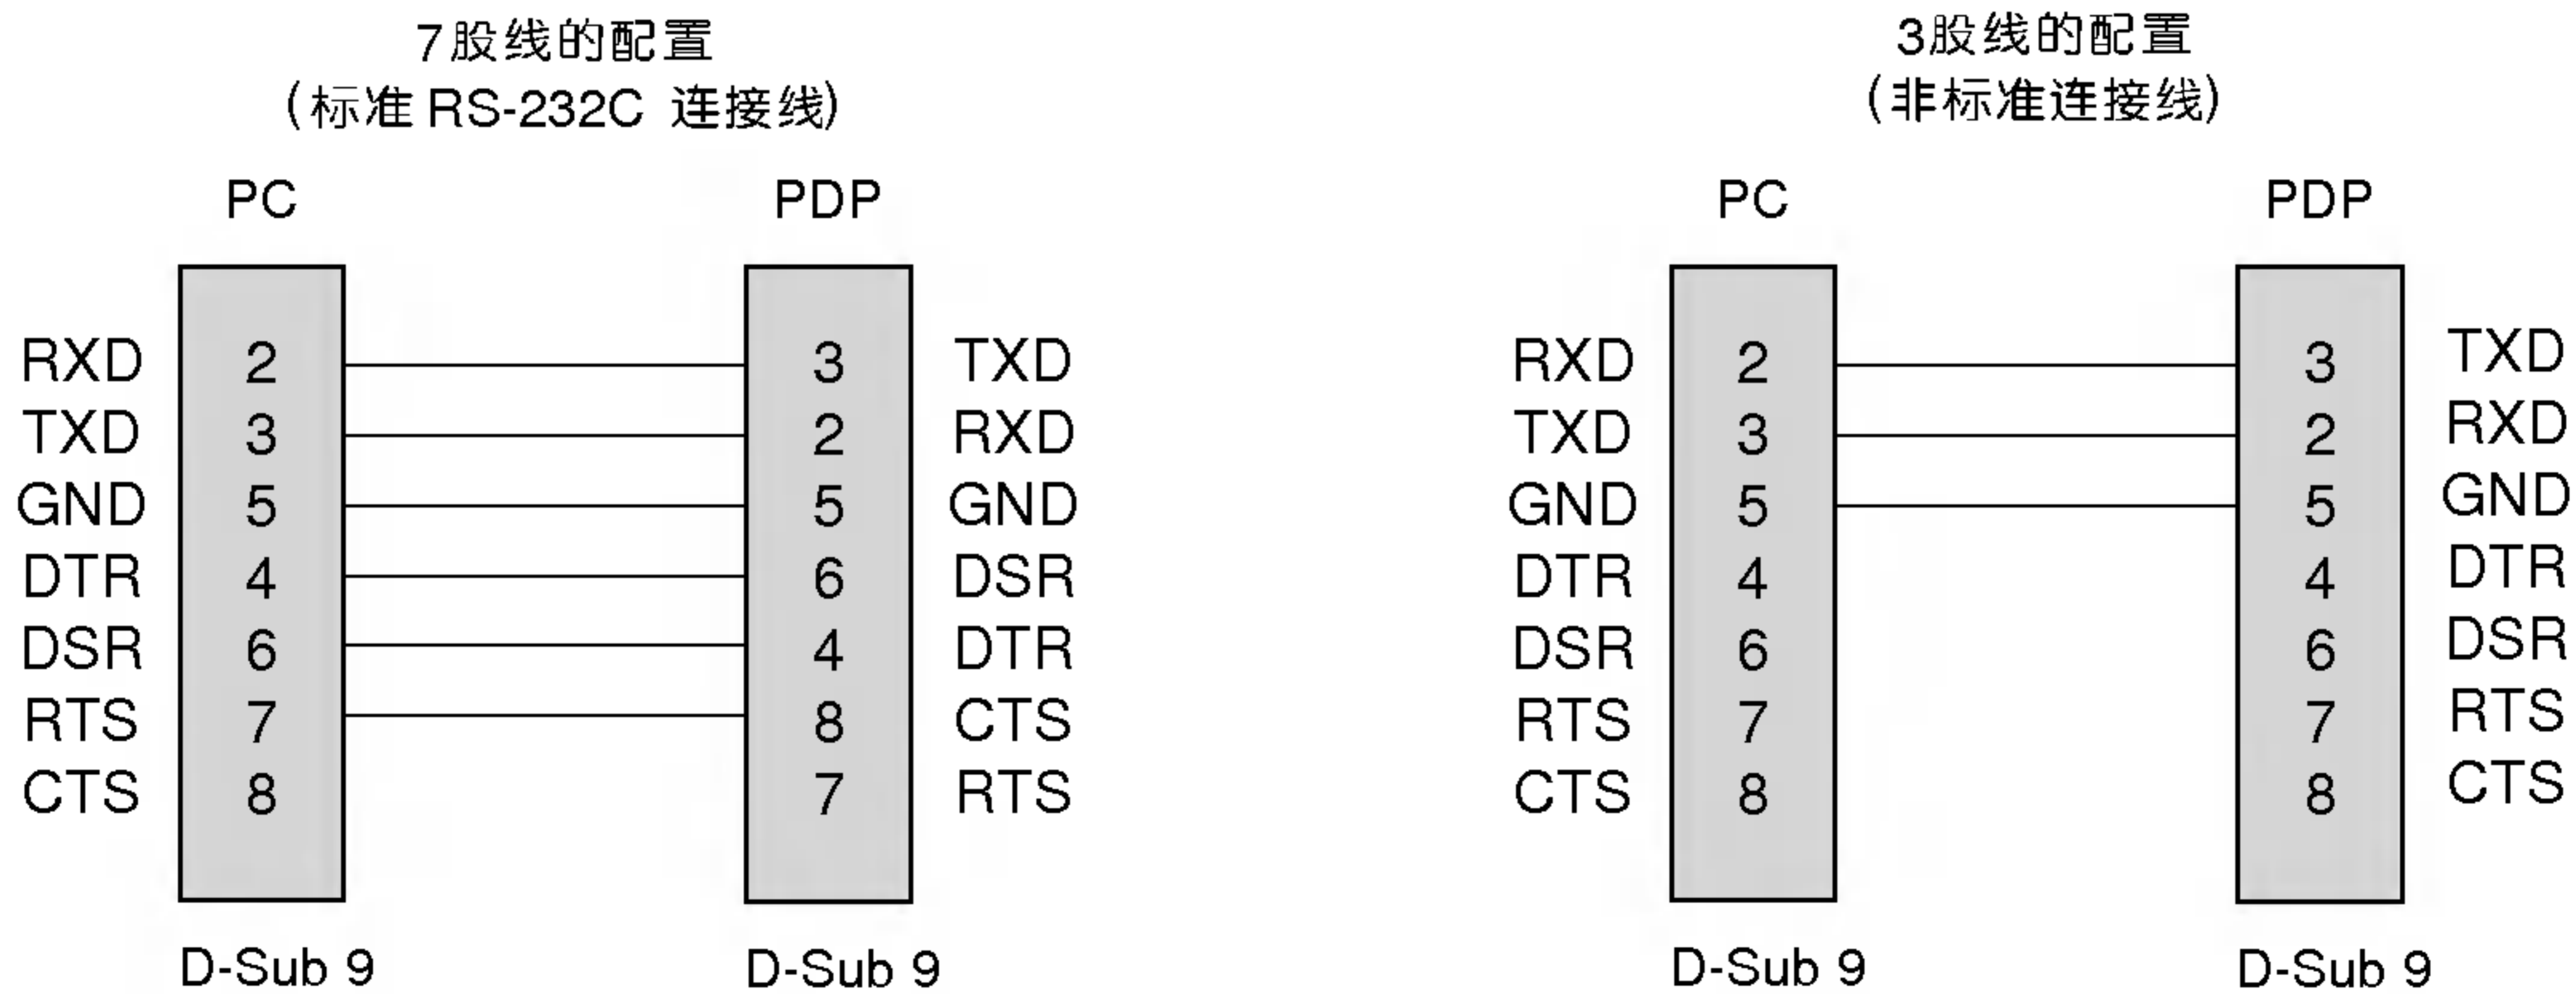 7股线的配置
(标准 RS-232C 连接线)
PC PDP
RXD 2 3 TXD
TXD 3 2 RXD
GND 5 5 GND
DTR 4 6 DSR
DSR 6 4 DTR
RTS 7 8 CTS
CTS 8 7 RTS
D-Sub 9 D-Sub 9
3股线的配置
(非标准连接线)
PC PDP
RXD 2 3 TXD
TXD 3 2 RXD
GND 5 5 GND
DTR 4 4 DTR
DSR 6 6 DSR
RTS 7 7 RTS
CTS 8 8 CTS
D-Sub 9 D-Sub 9